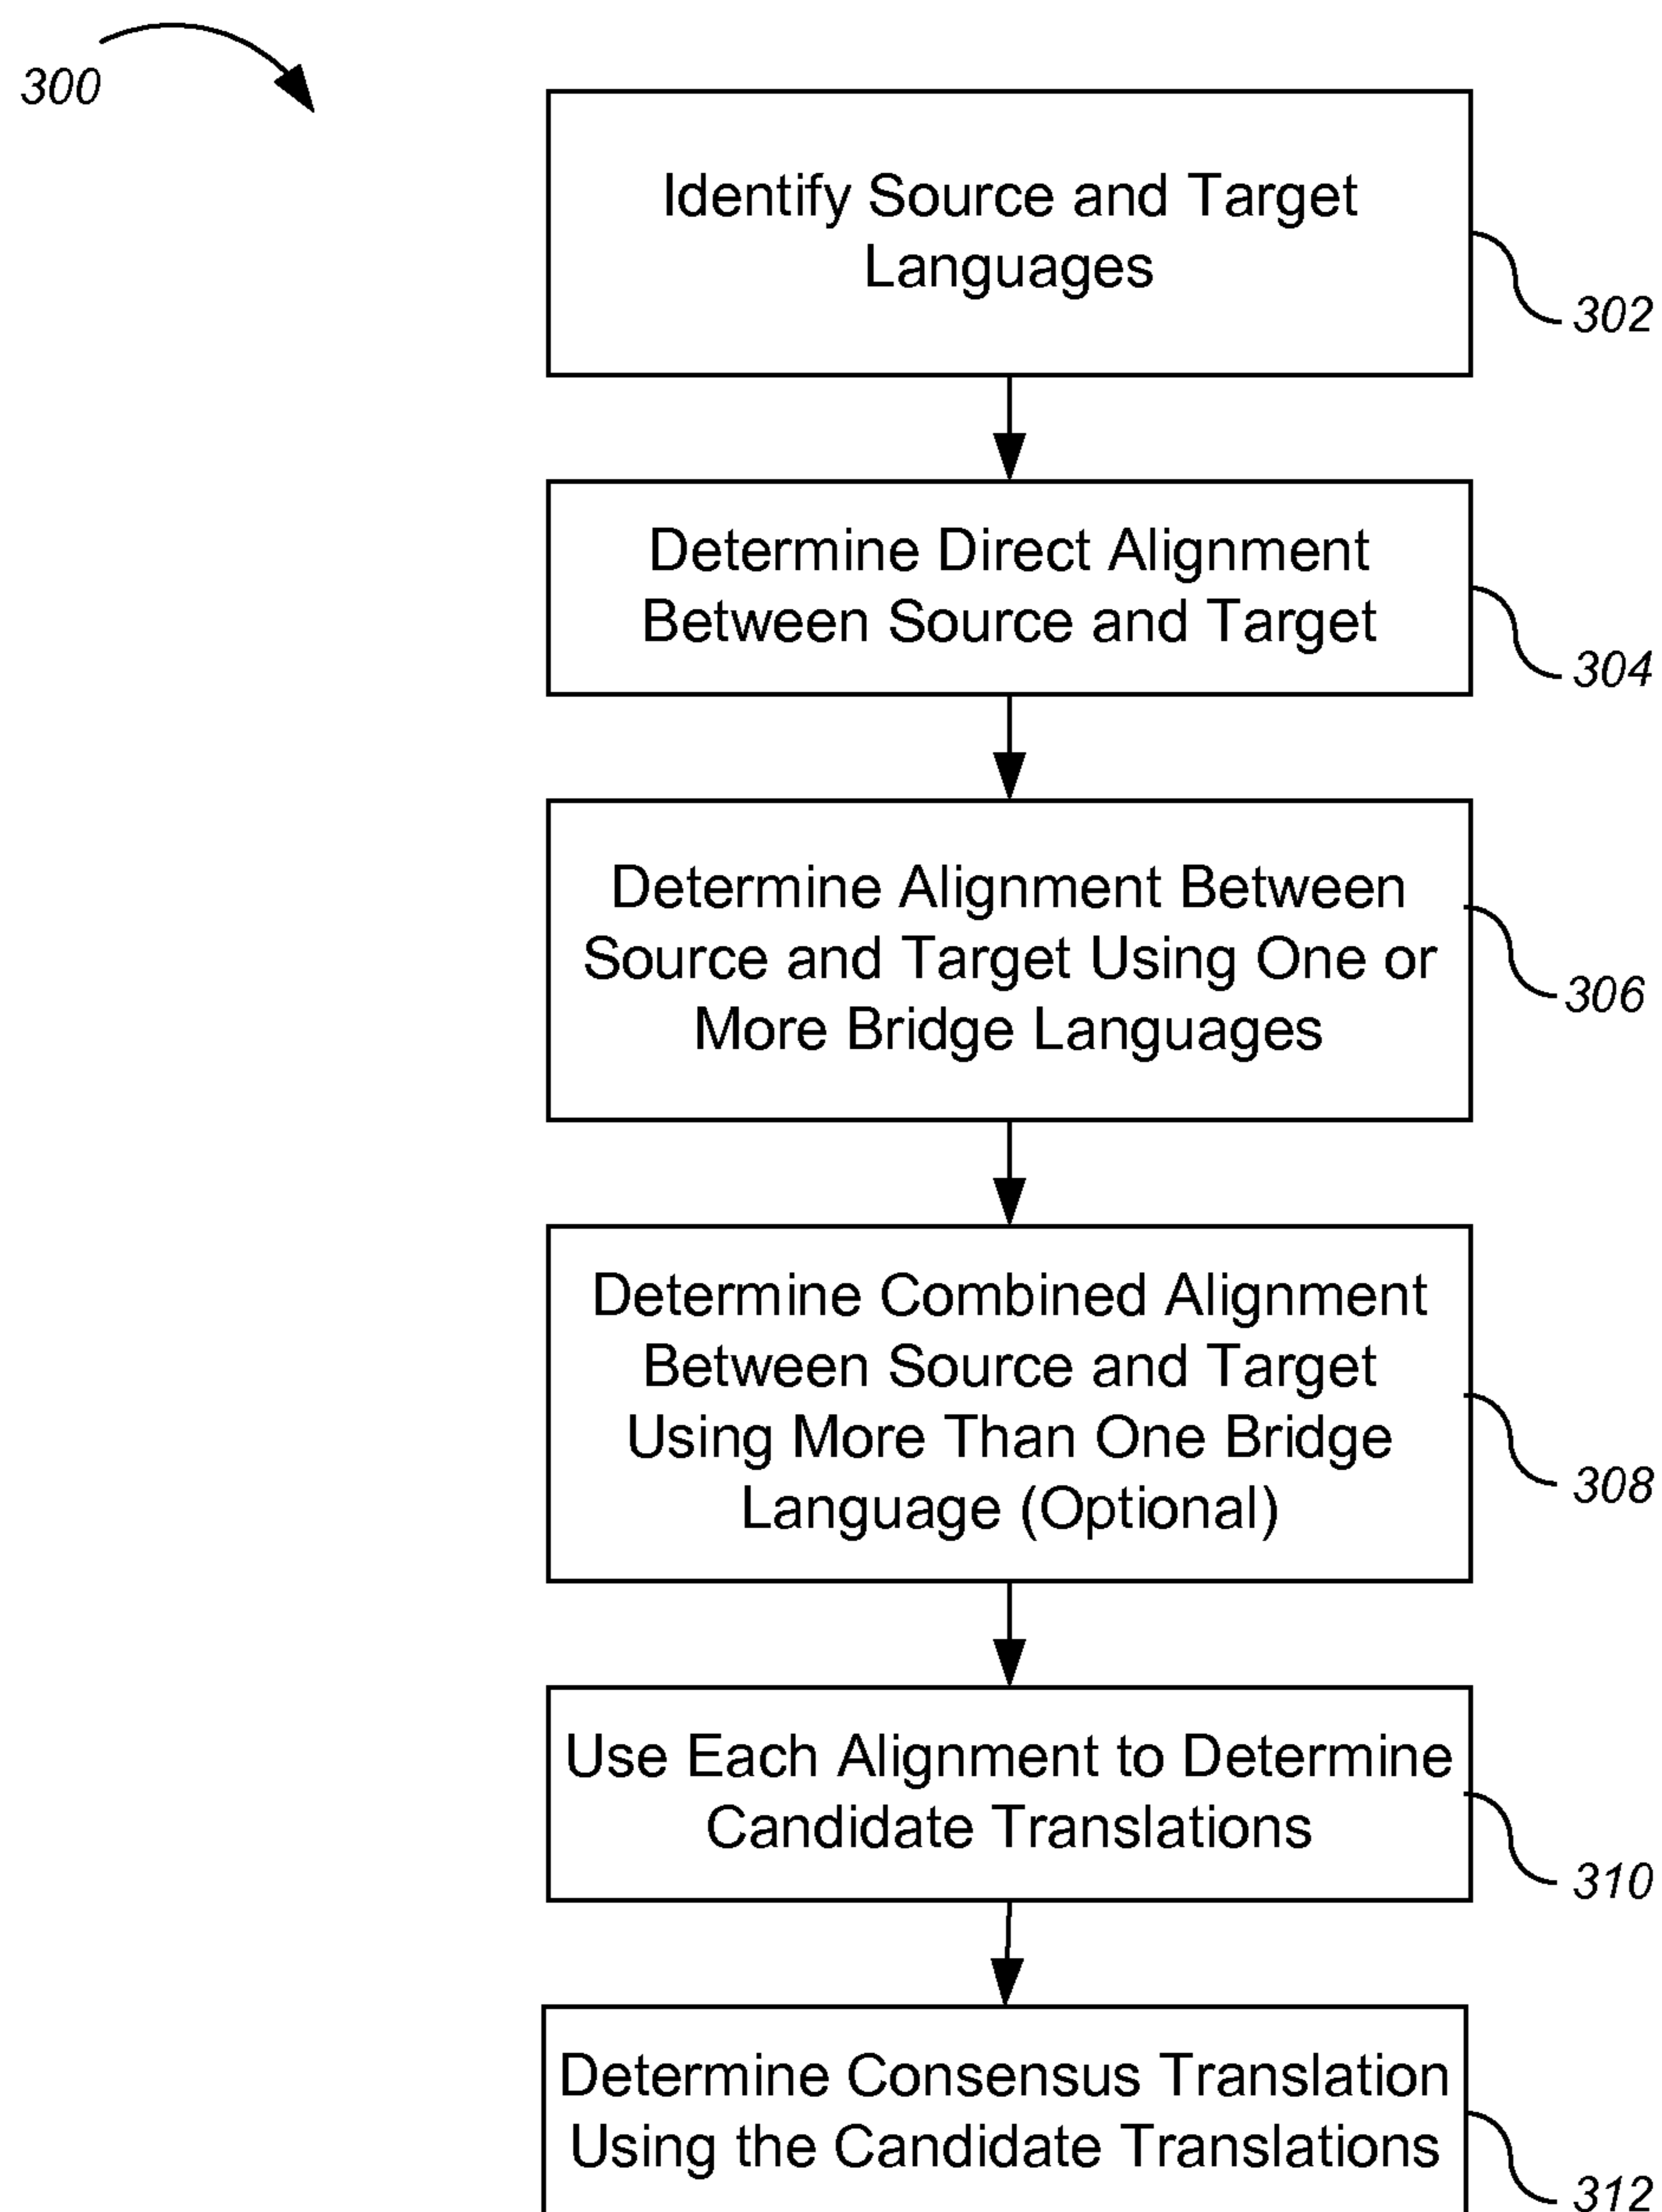 300
Identify Source and Target
Languages
302
Determine Direct Alignment
Between Source and Target
304
Determine Alignment Between
Source and Target Using One or
More Bridge Languages
306
Determine Combined Alignment
Between Source and Target
Using More Than One Bridge
Language (Optional)
308
Use Each Alignment to Determine
Candidate Translations
310
Determine Consensus Translation
Using the Candidate Translations
312